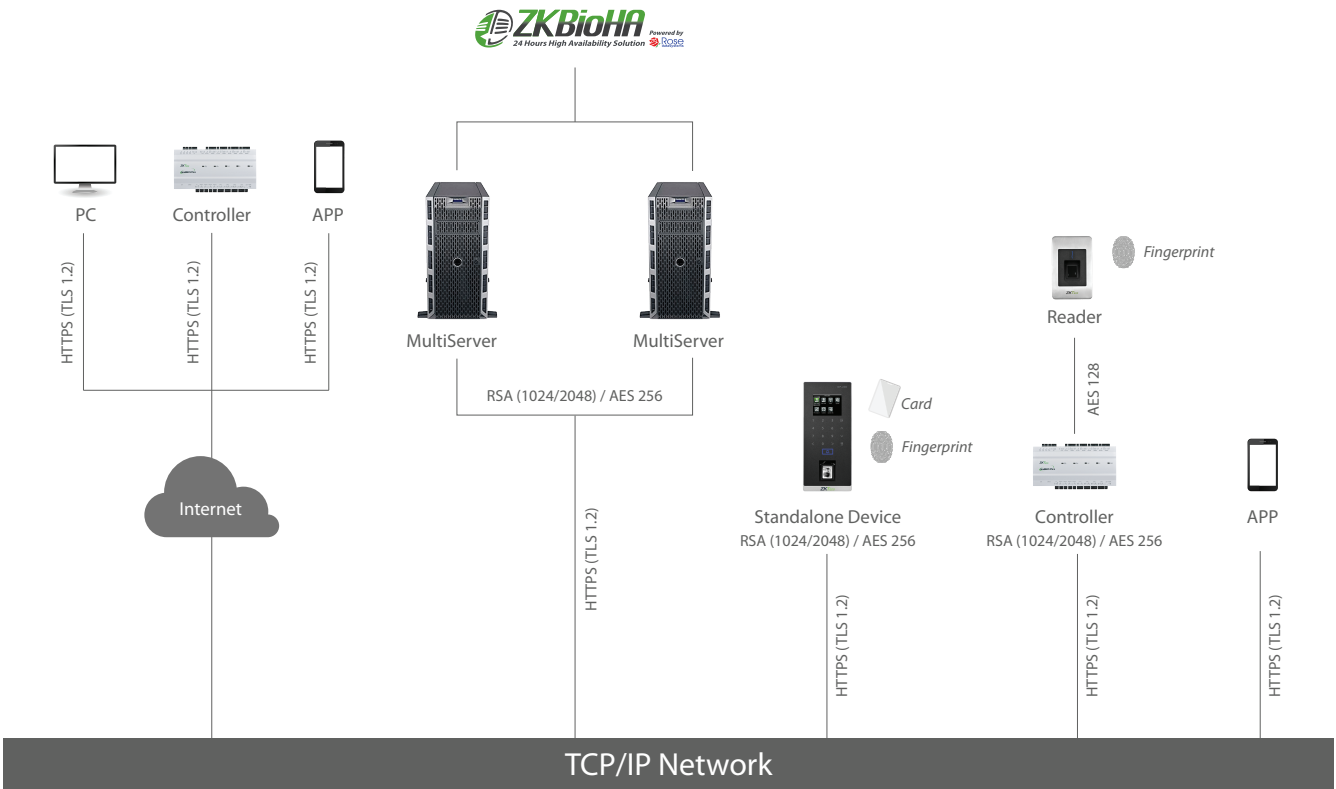 ZKBioHA
24 Hours High Availability Solution
Powered by
Rose
PC
Controller
APP
HTTPS (TLS 1.2)
HTTPS (TLS 1.2)
HTTPS (TLS 1.2)
Internet
MultiServer
MultiServer
RSA (1024/2048) / AES 256
HTTPS (TLS 1.2)
Card
Fingerprint
Standalone Device
RSA (1024/2048) / AES 256
HTTPS (TLS 1.2)
Fingerprint
Reader
AES 128
Controller
RSA (1024/2048) / AES 256
HTTPS (TLS 1.2)
APP
HTTPS (TLS 1.2)
TCP/IP Network